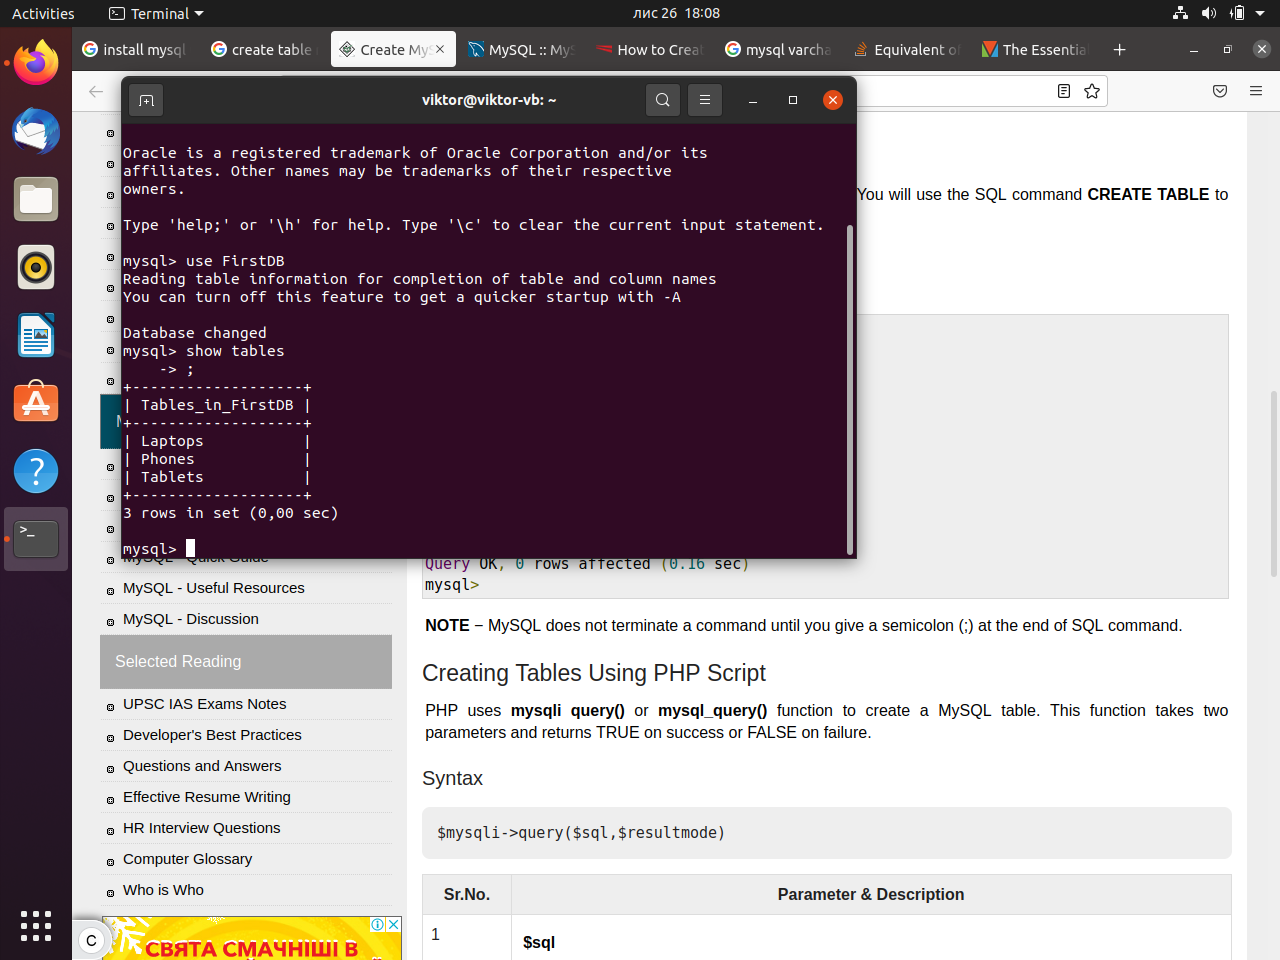 Activities
Terminal
лис 26 18:08
install mysql
create table
Create MyS
MySQL :: My
How to Creat
mysql varcha
Equivalent of
The Essentia
viktor@viktor-vb: ~
Oracle is a registered trademark of Oracle Corporation and/or its
affiliates. Other names may be trademarks of their respective
owners.
Type 'help;' or '\h' for help. Type '\c' to clear the current input statement.
mysql> use FirstDB
Reading table information for completion of table and column names
You can turn off this feature to get a quicker startup with -A
Database changed
mysql> show tables
    -> ;
+-------------------+
| Tables_in_FirstDB |
+-------------------+
| Laptops           |
| Phones            |
| Tablets           |
+-------------------+
3 rows in set (0,00 sec)
mysql>
You will use the SQL command CREATE TABLE to
Query OK, 0 rows affected (0.16 sec)
mysql>
NOTE − MySQL does not terminate a command until you give a semicolon (;) at the end of SQL command.
Creating Tables Using PHP Script
PHP uses mysqli query() or mysql_query() function to create a MySQL table. This function takes two
parameters and returns TRUE on success or FALSE on failure.
Syntax
$mysqli->query($sql,$resultmode)
Sr.No. Parameter & Description
1 $sql
MySQL - Quick Guide
MySQL - Useful Resources
MySQL - Discussion
Selected Reading
UPSC IAS Exams Notes
Developer's Best Practices
Questions and Answers
Effective Resume Writing
HR Interview Questions
Computer Glossary
Who is Who
C
СВЯТА СМАЧНІШІ В